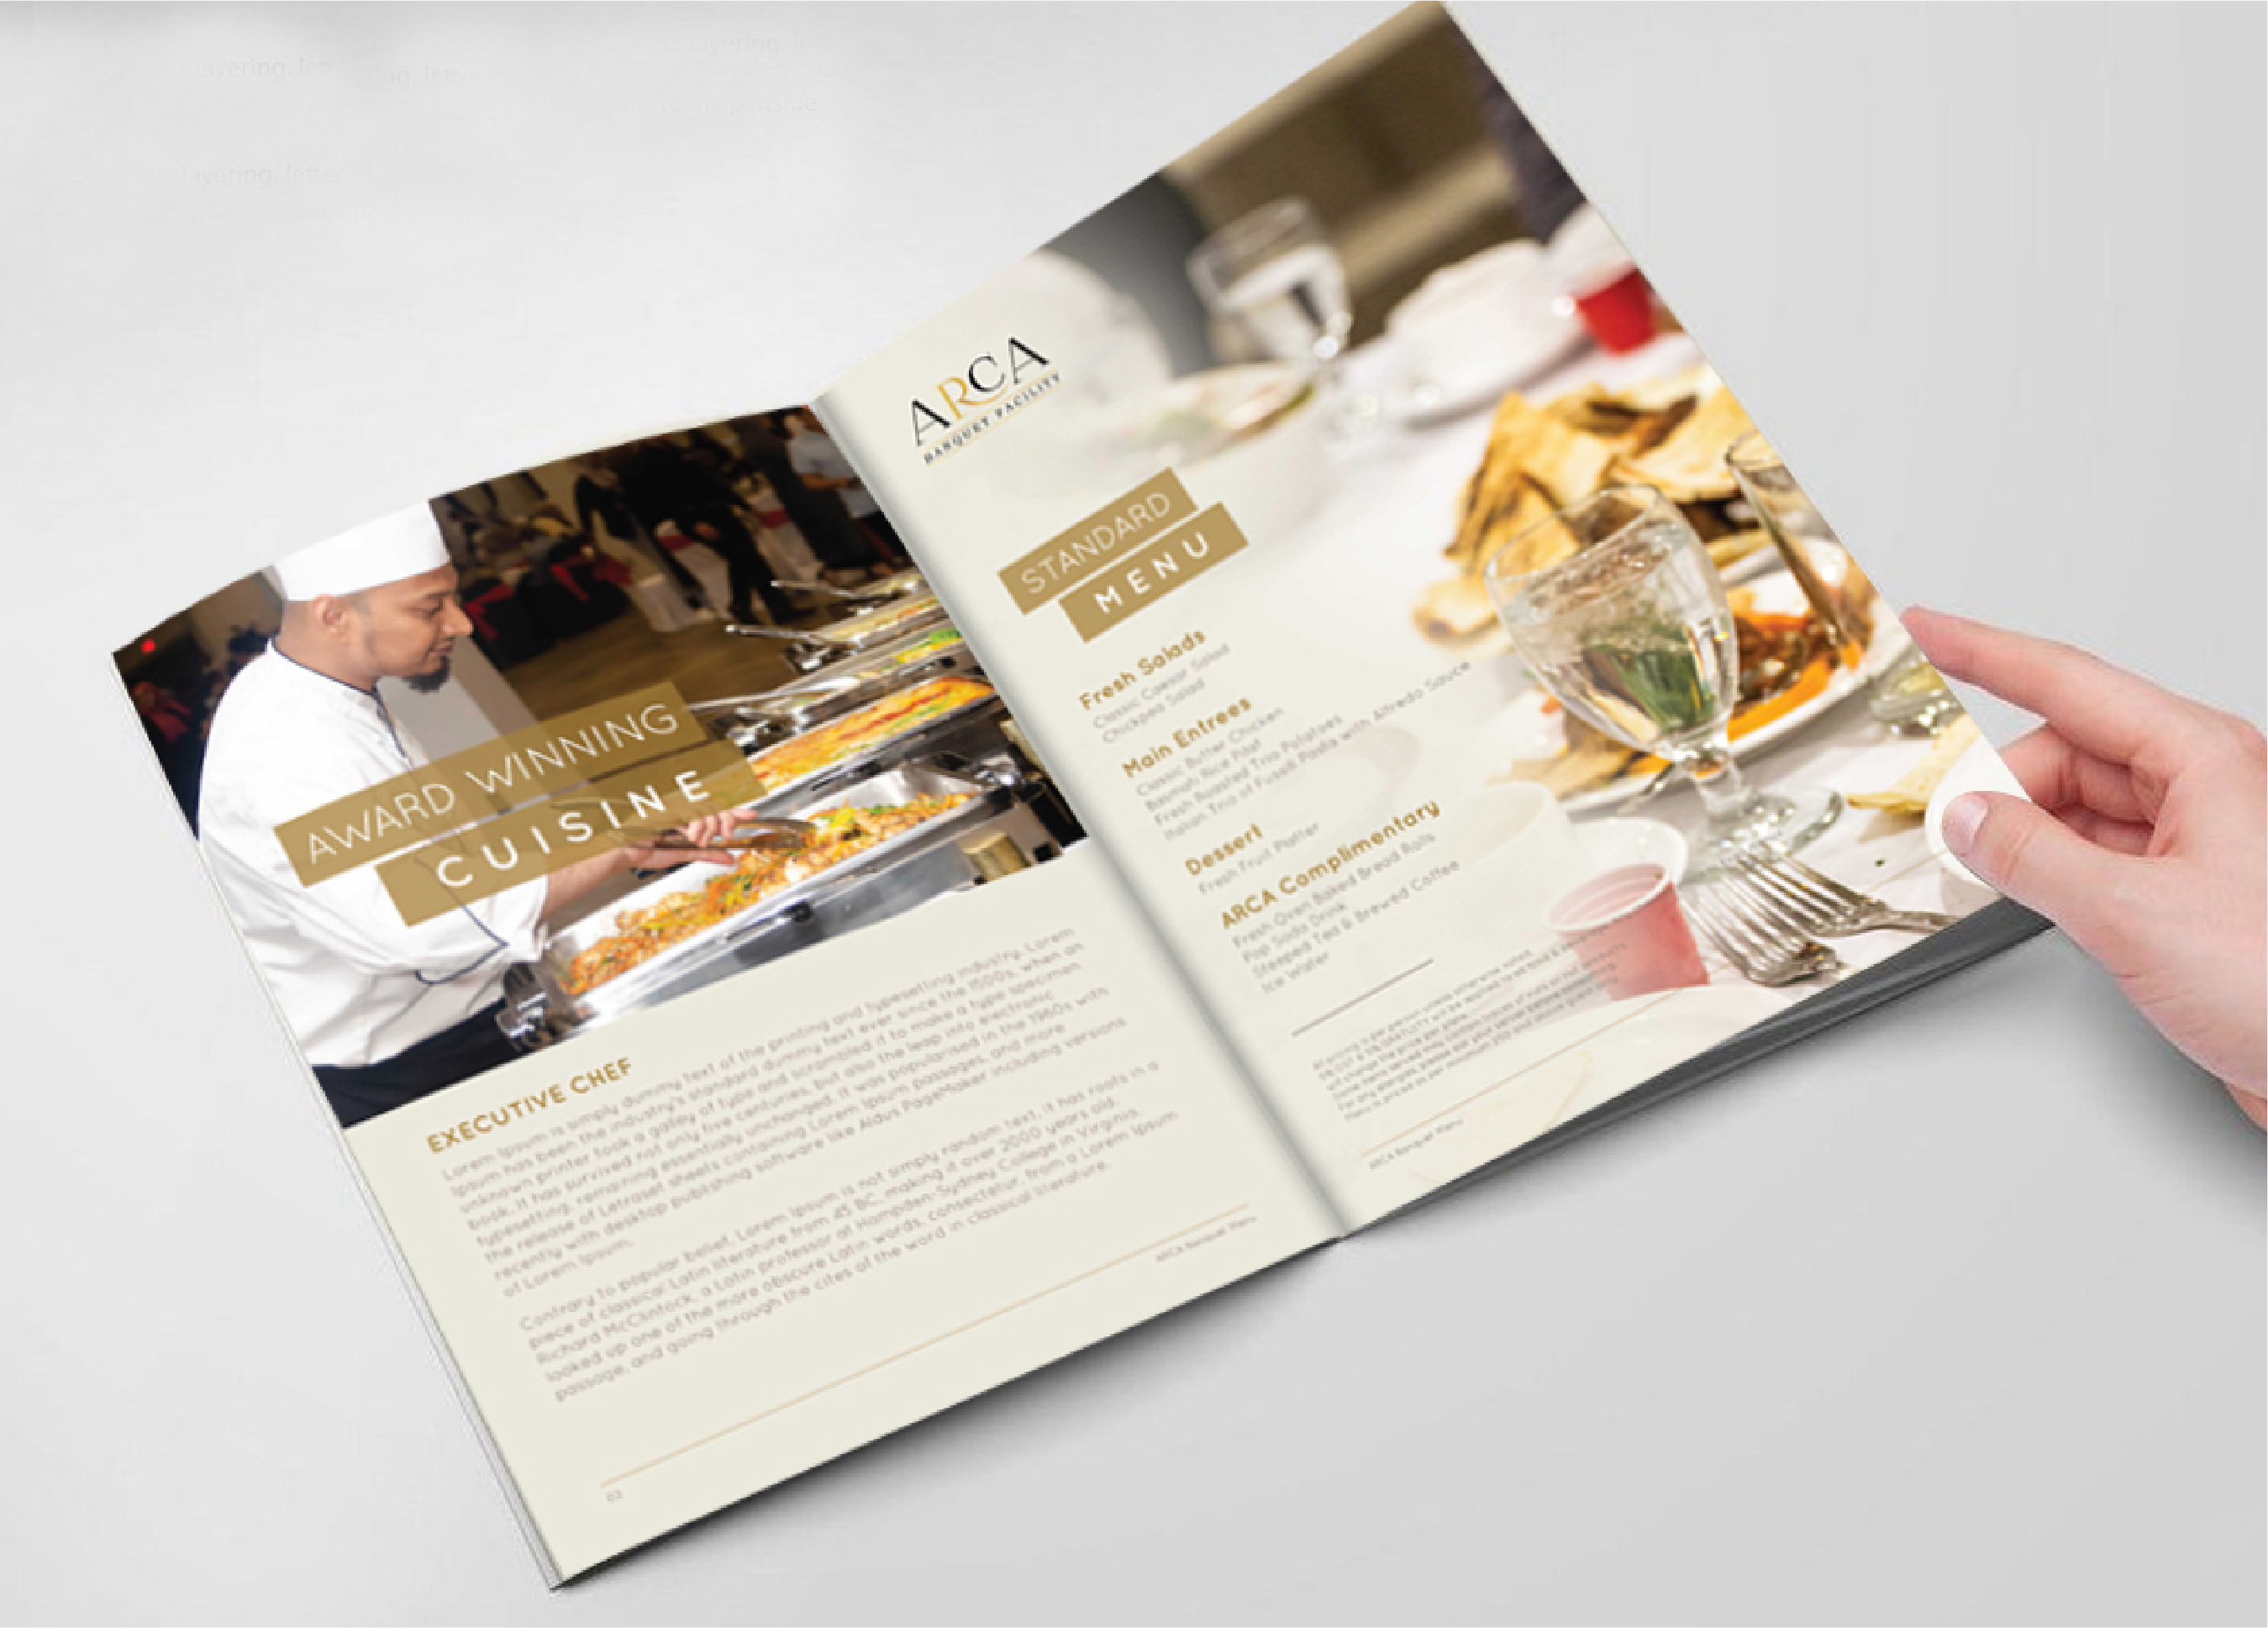 AWARD WINNING
CUISINE
EXECUTIVE CHEF
Lorem Ipsum is simply dummy text of the printing and typesetting industry. Lorem
Ipsum has been the industry's standard dummy text ever since the 1500s, when an
unknown printer took a galley of type and scrambled it to make a type specimen
book. It has survived not only five centuries, but also the leap into electronic
typesetting, remaining essentially unchanged. It was popularised in the 1960s with
the release of Letraset sheets containing Lorem Ipsum passages, and more
recently with desktop publishing software like Aldus PageMaker including versions
of Lorem Ipsum.
Contrary to popular belief, Lorem Ipsum is not simply random text. It has roots in a
piece of classical Latin literature from 45 BC, making it over 2000 years old.
Richard McClintock, a Latin professor at Hampden-Sydney College in Virginia,
looked up one of the more obscure Latin words, consectetur, from a Lorem Ipsum
passage, and going through the cites of the word in classical literature,
ARCA Banquet Menu
ARCA
BANQUET FACILITY
STANDARD
MENU
Fresh Salads
Classic Caesar Salad
Chickpea Salad
Main Entrees
Classic Butter Chicken
Basmati Rice Pilaf
Fresh Roasted Trio Potatoes
Italian Trio of Fussili Pasta with Alfredo Sauce
Dessert
Fresh Fruit Platter
ARCA Complimentary
Fresh Oven Baked Bread Rolls
Pop Soda Drink
Steeped Tea & Brewed Coffee
Ice Water
ARCA Banquet Menu